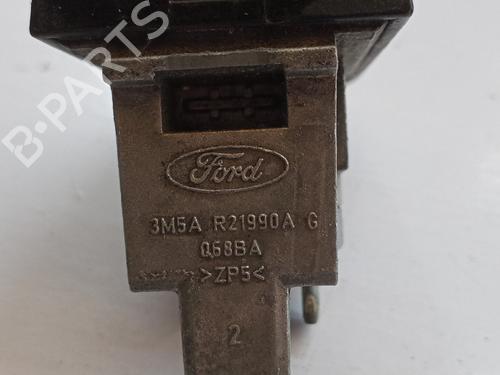 B-PARTS
Ford
3M5A R21990A G
Q68BA
>ZP5<
2